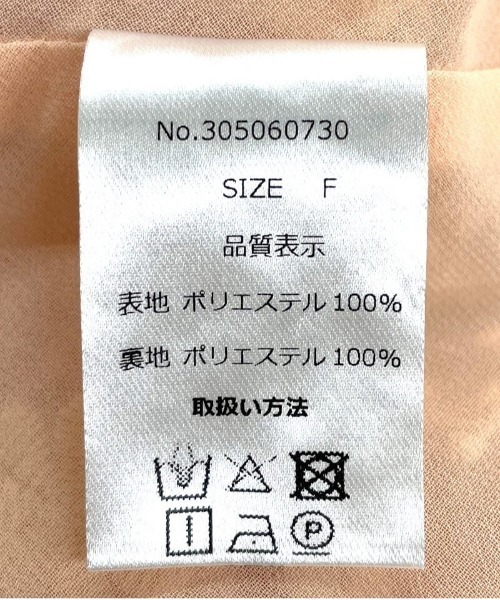 No.305060730
SIZE F
品質表示
表地 ポリエステル100%
裏地 ポリエステル100%
取扱い方法
P